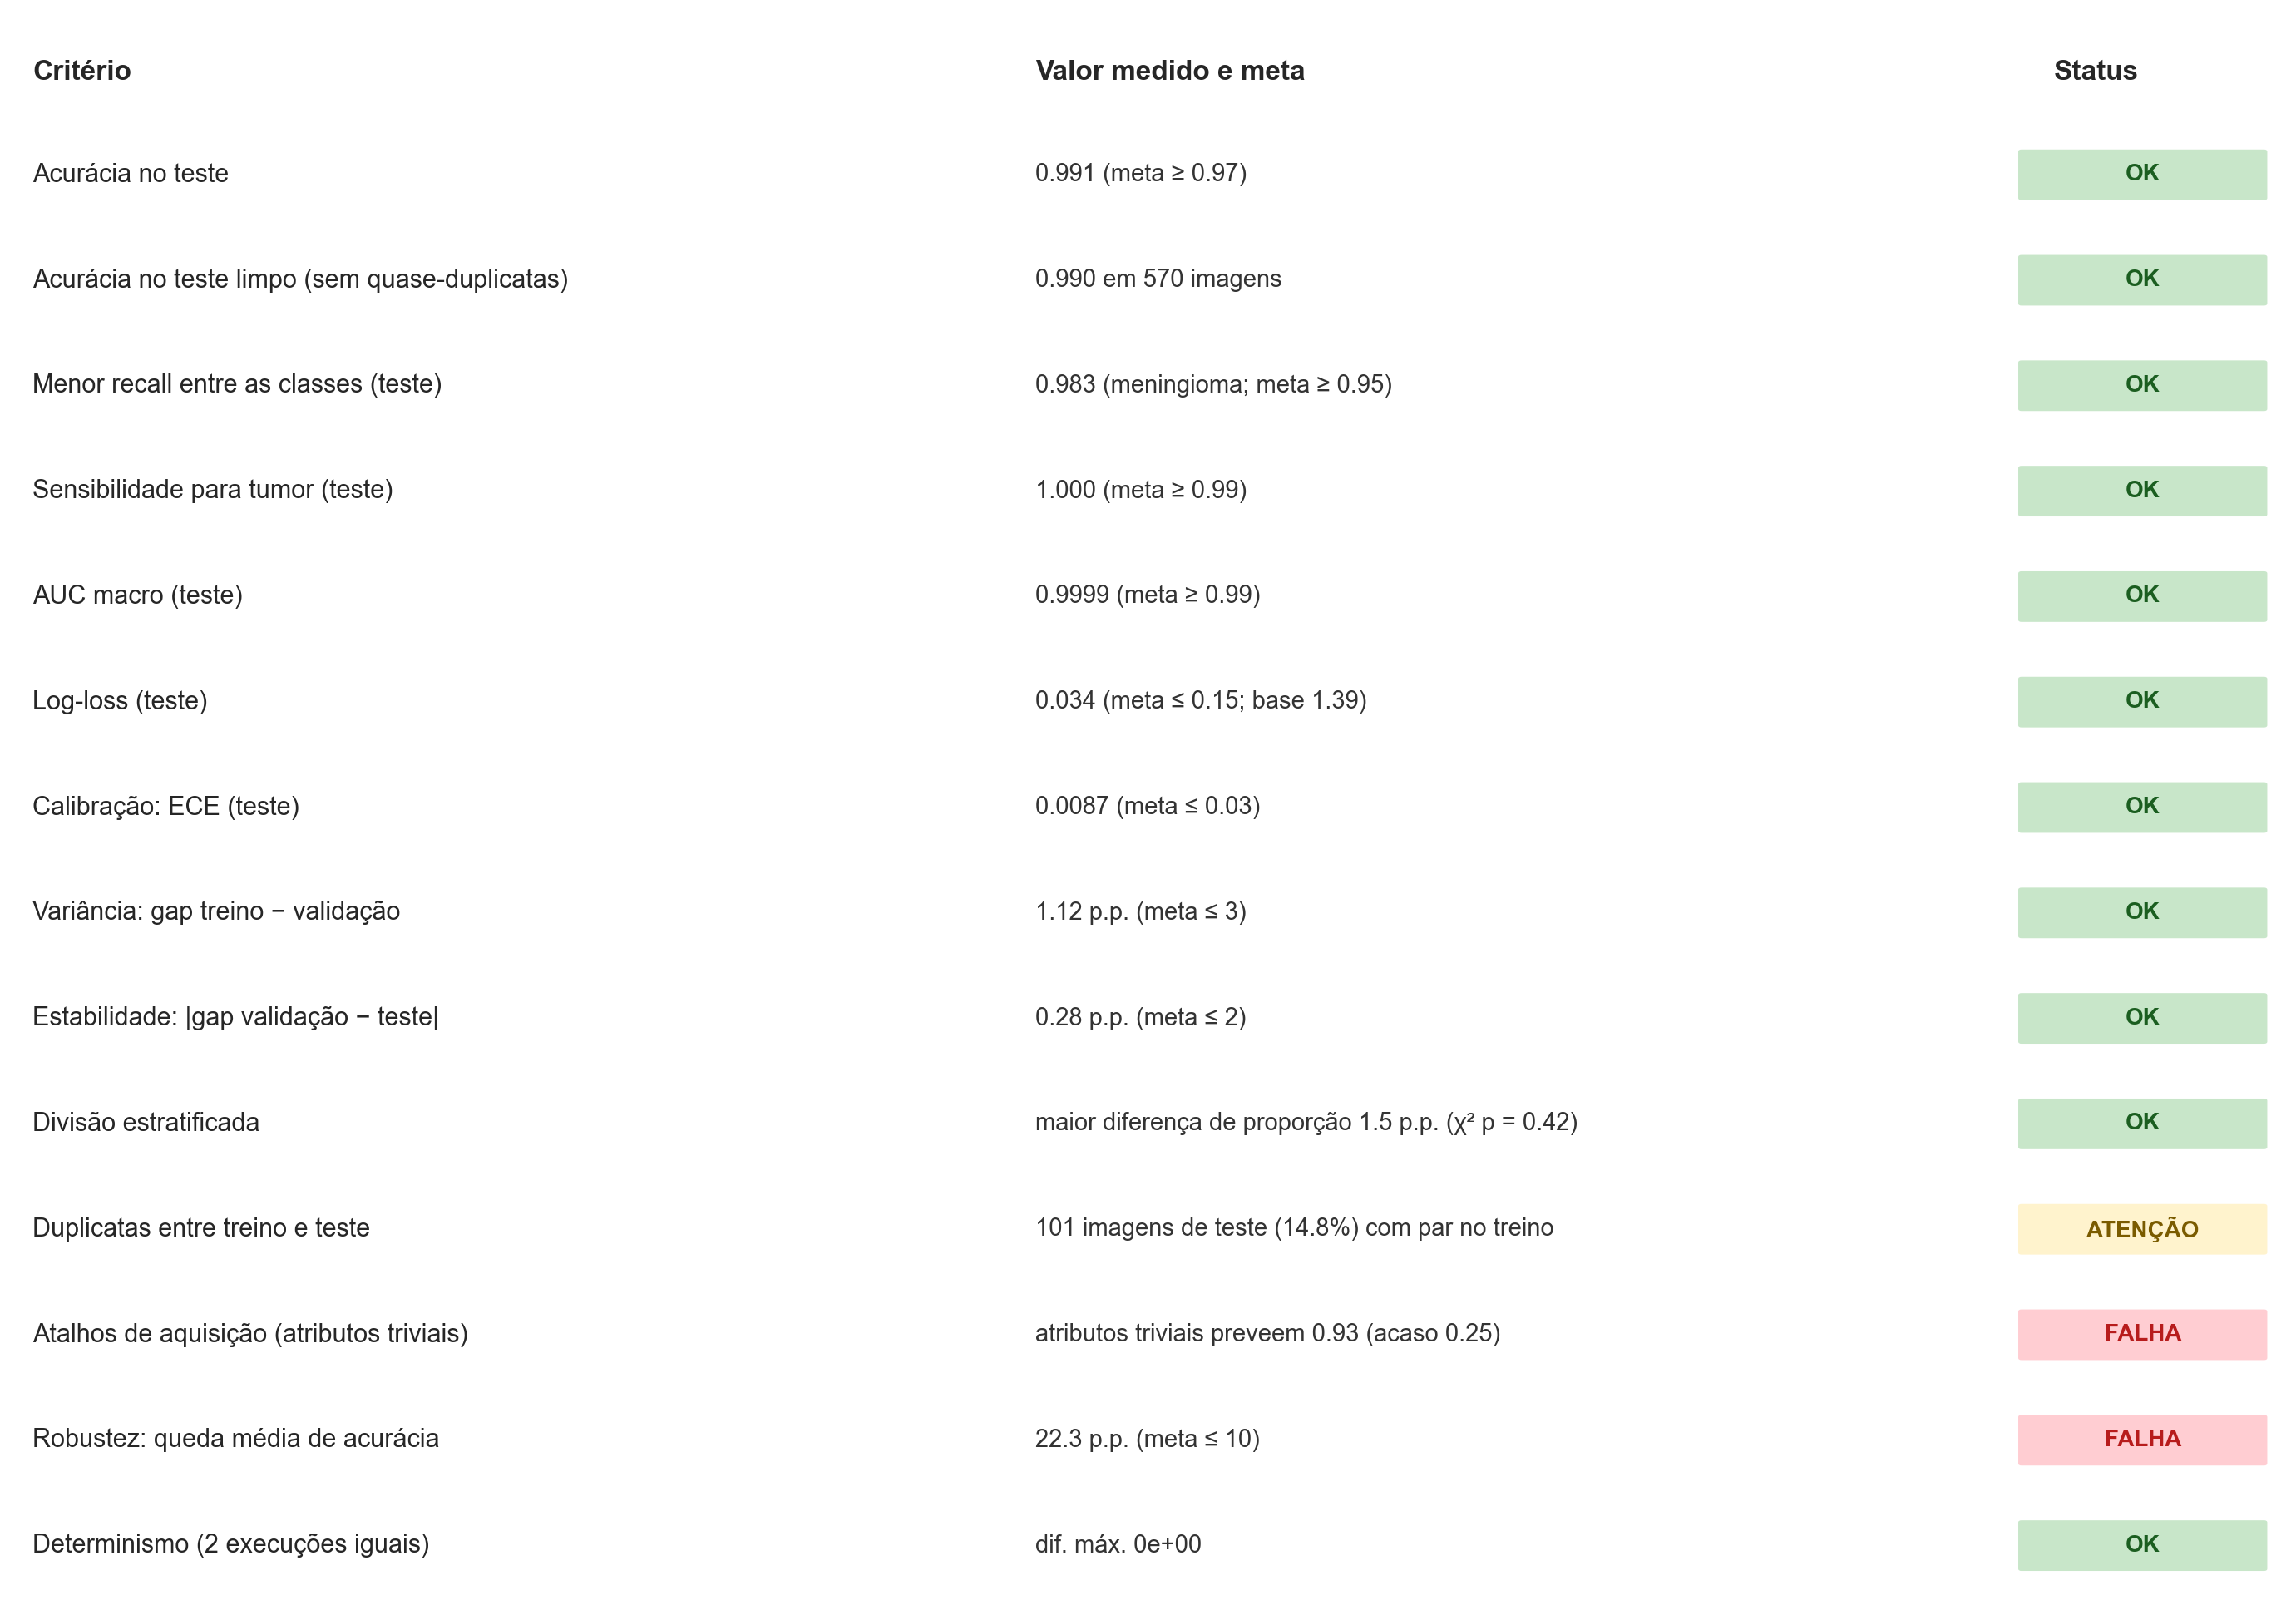 Critério Valor medido e meta Status
Acurácia no teste 0.991 (meta ≥ 0.97) OK
Acurácia no teste limpo (sem quase-duplicatas) 0.990 em 570 imagens OK
Menor recall entre as classes (teste) 0.983 (meningioma; meta ≥ 0.95) OK
Sensibilidade para tumor (teste) 1.000 (meta ≥ 0.99) OK
AUC macro (teste) 0.9999 (meta ≥ 0.99) OK
Log-loss (teste) 0.034 (meta ≤ 0.15; base 1.39) OK
Calibração: ECE (teste) 0.0087 (meta ≤ 0.03) OK
Variância: gap treino − validação 1.12 p.p. (meta ≤ 3) OK
Estabilidade: |gap validação − teste| 0.28 p.p. (meta ≤ 2) OK
Divisão estratificada maior diferença de proporção 1.5 p.p. (χ² p = 0.42) OK
Duplicatas entre treino e teste 101 imagens de teste (14.8%) com par no treino ATENÇÃO
Atalhos de aquisição (atributos triviais) atributos triviais preveem 0.93 (acaso 0.25) FALHA
Robustez: queda média de acurácia 22.3 p.p. (meta ≤ 10) FALHA
Determinismo (2 execuções iguais) dif. máx. 0e+00 OK